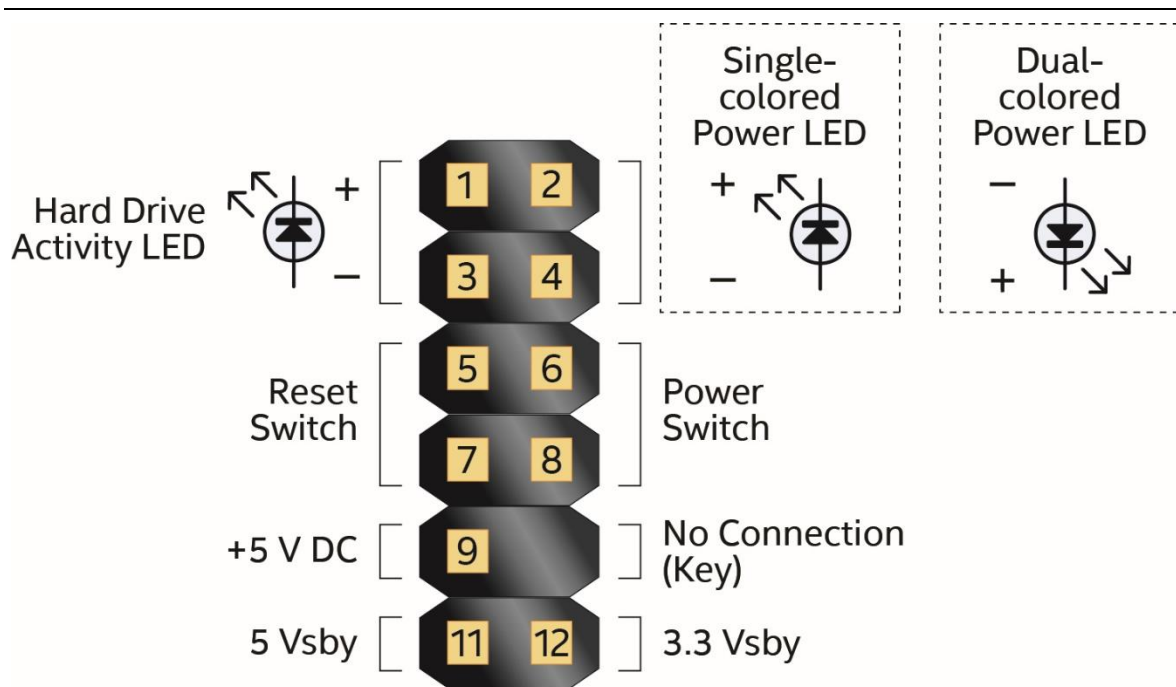 Single-
colored
Power LED
+
−
Dual-
colored
Power LED
−
+
Hard Drive
Activity LED
+
−
1 2
3 4
Reset
Switch
5 6
7 8
Power
Switch
+5 V DC
9
No Connection
(Key)
5 Vsby
11 12
3.3 Vsby